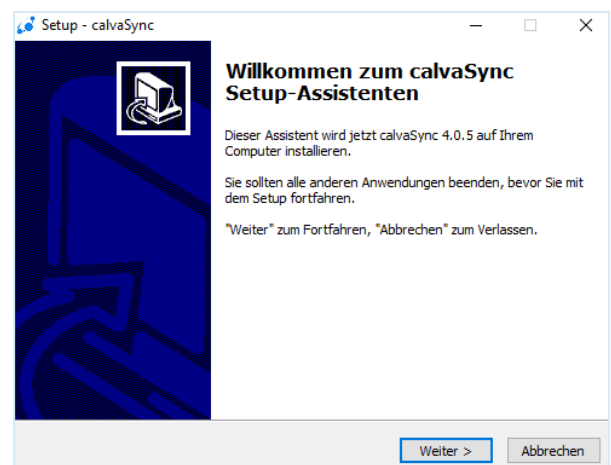 Setup - calvaSync
Willkommen zum calvaSync
Setup-Assistenten
Dieser Assistent wird jetzt calvaSync 4.0.5 auf Ihrem
Computer installieren.
Sie sollten alle anderen Anwendungen beenden, bevor Sie mit
dem Setup fortfahren.
"Weiter" zum Fortfahren, "Abbrechen" zum Verlassen.
Weiter >
Abbrechen